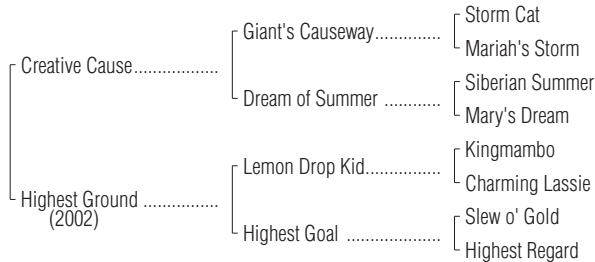 Storm Cat
Giant's Causeway..............
Mariah's Storm
Creative Cause..................
Siberian Summer
Dream of Summer ............
Mary's Dream
Kingmambo
Lemon Drop Kid................
Charming Lassie
Highest Ground ................
(2002)
Slew o' Gold
Highest Goal ....................
Highest Regard